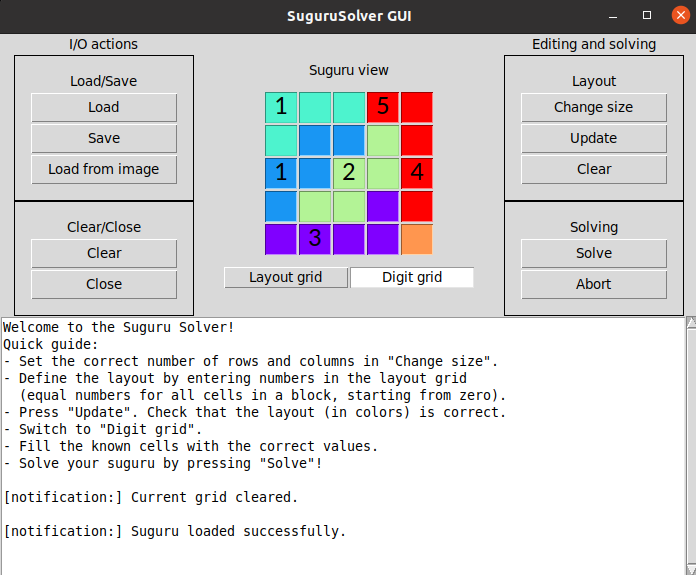 SuguruSolver GUI
I/O actions
Load/Save
Load
Save
Load from image
Clear/Close
Clear
Close
Suguru view
1 5
1 2 4
3
Layout grid
Digit grid
Editing and solving
Layout
Change size
Update
Clear
Solving
Solve
Abort
Welcome to the Suguru Solver!
Quick guide:
- Set the correct number of rows and columns in "Change size".
- Define the layout by entering numbers in the layout grid
(equal numbers for all cells in a block, starting from zero).
- Press "Update". Check that the layout (in colors) is correct.
- Switch to "Digit grid".
- Fill the known cells with the correct values.
- Solve your suguru by pressing "Solve"!
[notification:] Current grid cleared.
[notification:] Suguru loaded successfully.